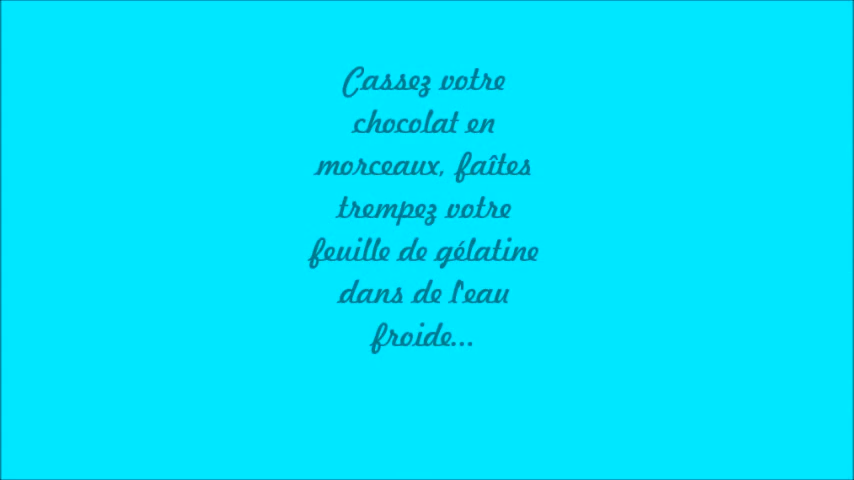 Cassez votre
chocolat en
morceaux, faîtes
trempez votre
feuille de gélatine
dans de l'eau
froide...